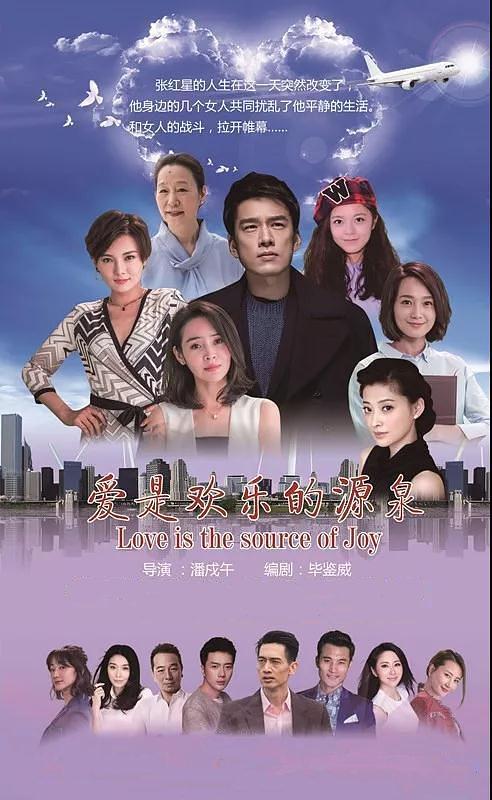 张红星的人生在这一天突然改变了，
他身边的几个女人共同扰乱了他平静的生活。
和女人的战斗，拉开帷幕......
W
爱是欢乐的源泉
Love is the source of Joy
导演：潘戍午 编剧：毕鉴威